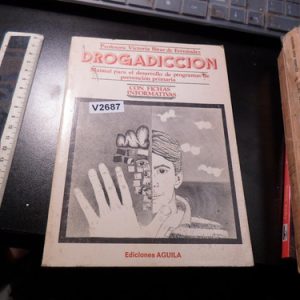 Profesora Victoria Bitar de Fernández
DROGADICCION
Manual para el desarrollo de programas de
prevención primaria
CON FICHAS
INFORMATIVAS
V2687
Ediciones AGUILA